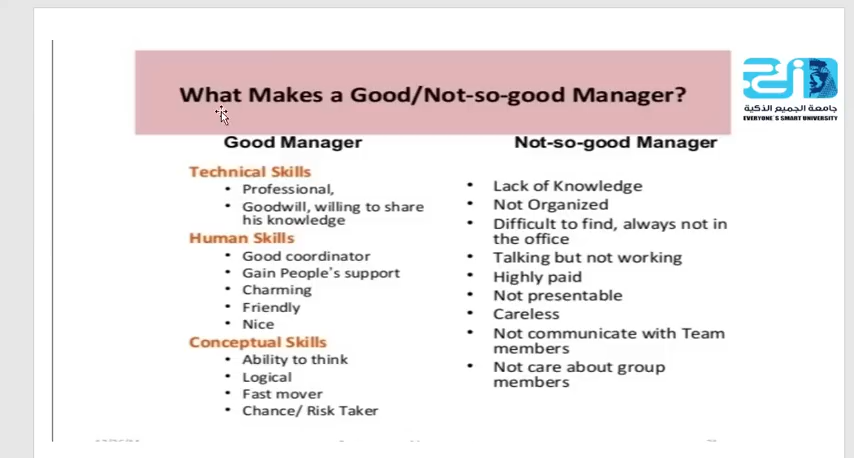 What Makes a Good/Not-so-good Manager?
جامعة الجميع الذكية
EVERYONE`S SMART UNIVERSITY
Good Manager
Technical Skills
• Professional,
• Goodwill, willing to share
his knowledge
Human Skills
• Good coordinator
• Gain People's support
• Charming
• Friendly
• Nice
Conceptual Skills
• Ability to think
• Logical
• Fast mover
• Chance/ Risk Taker
Not-so-good Manager
• Lack of Knowledge
• Not Organized
• Difficult to find, always not in
the office
• Talking but not working
• Highly paid
• Not presentable
• Careless
• Not communicate with Team
members
• Not care about group
members